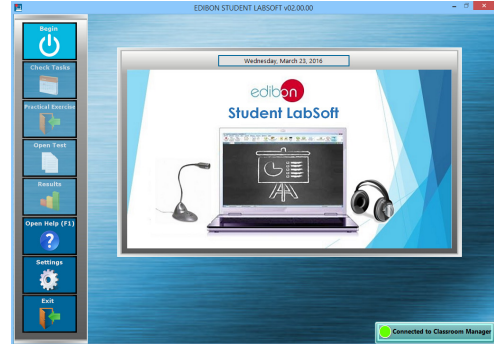 EDIBON STUDENT LABSOFT v02.00.00
Begin
Check Tasks
Practical Exercise
Open Test
Results
Open Help (F1)
Settings
Exit
Wednesday, March 23, 2016
edibon
Student LabSoft
Connected to Classroom Manager